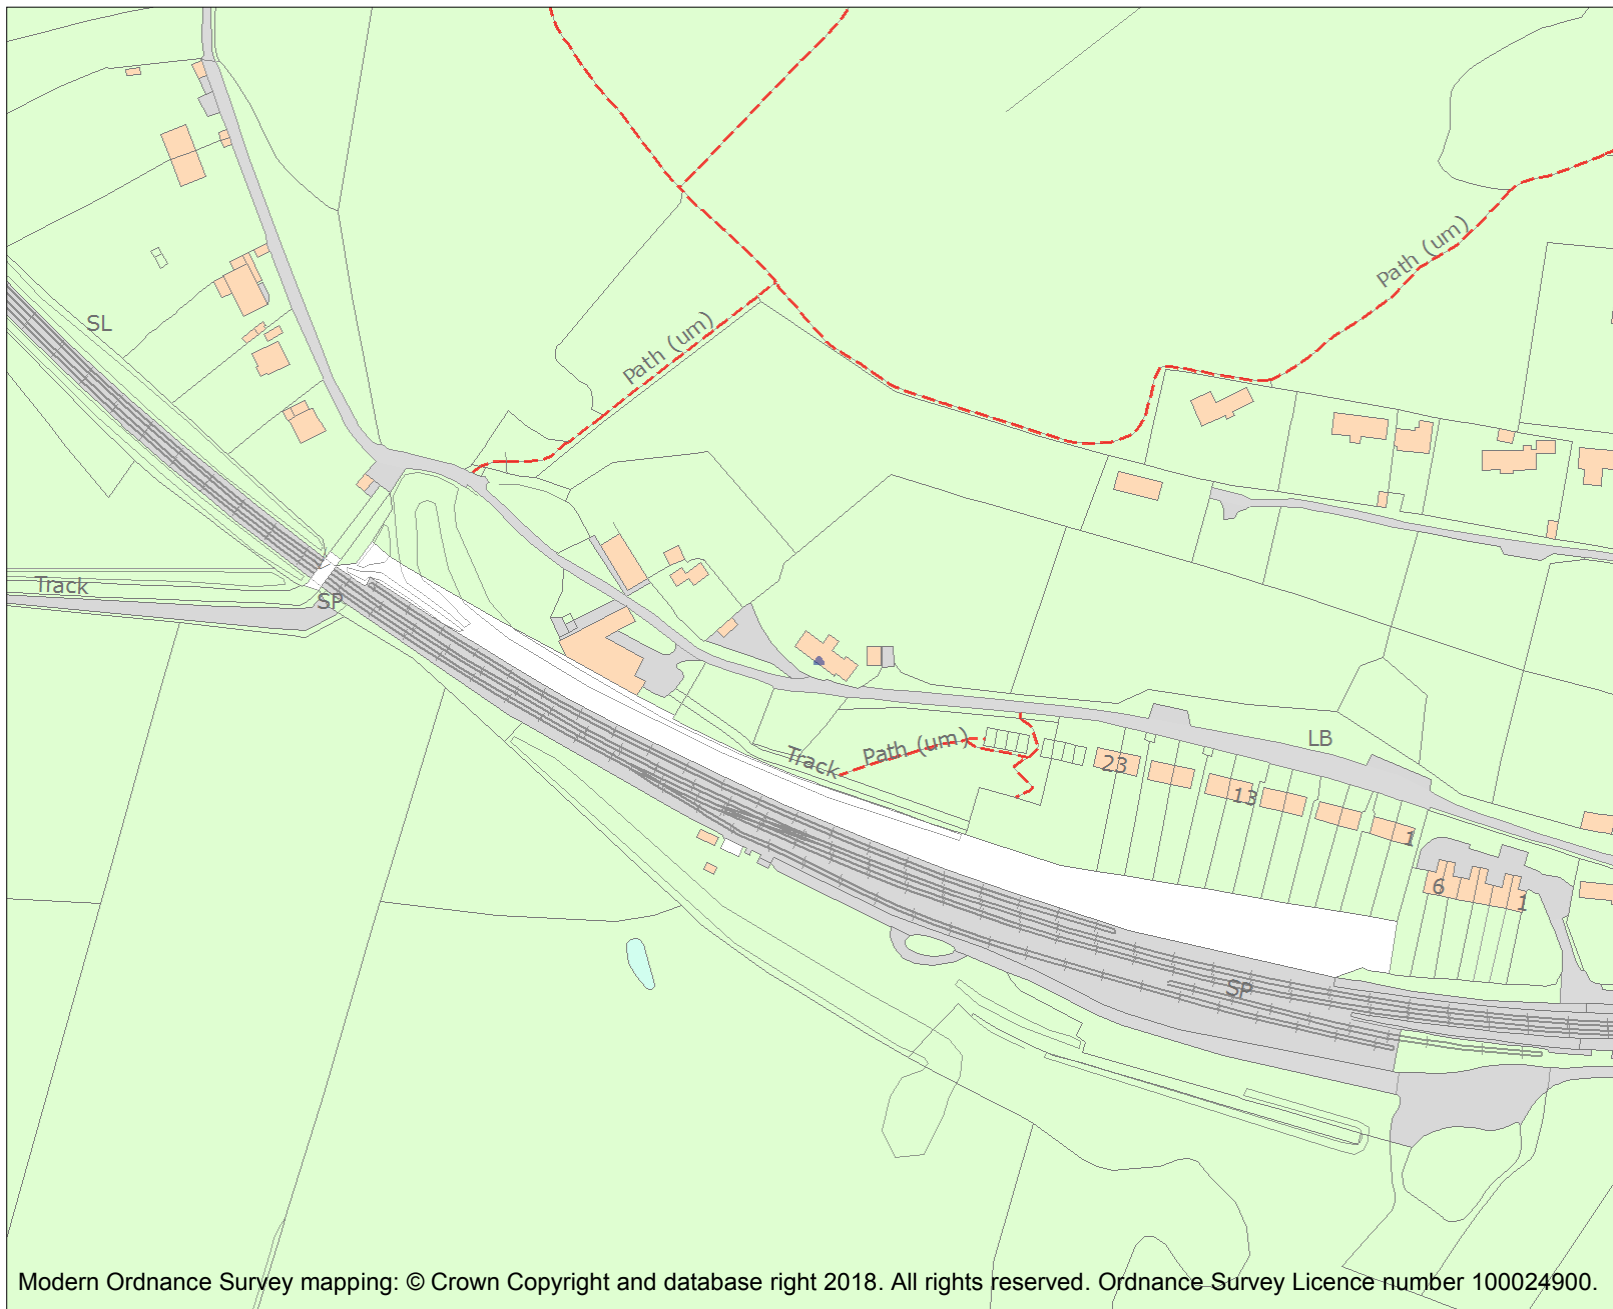 Path (um)
SL
Path (um)
Track
SP
LB
Path (um)
Track
23
13
1
6
1
SP
Modern Ordnance Survey mapping: © Crown Copyright and database right 2018. All rights reserved. Ordnance Survey Licence number 100024900.